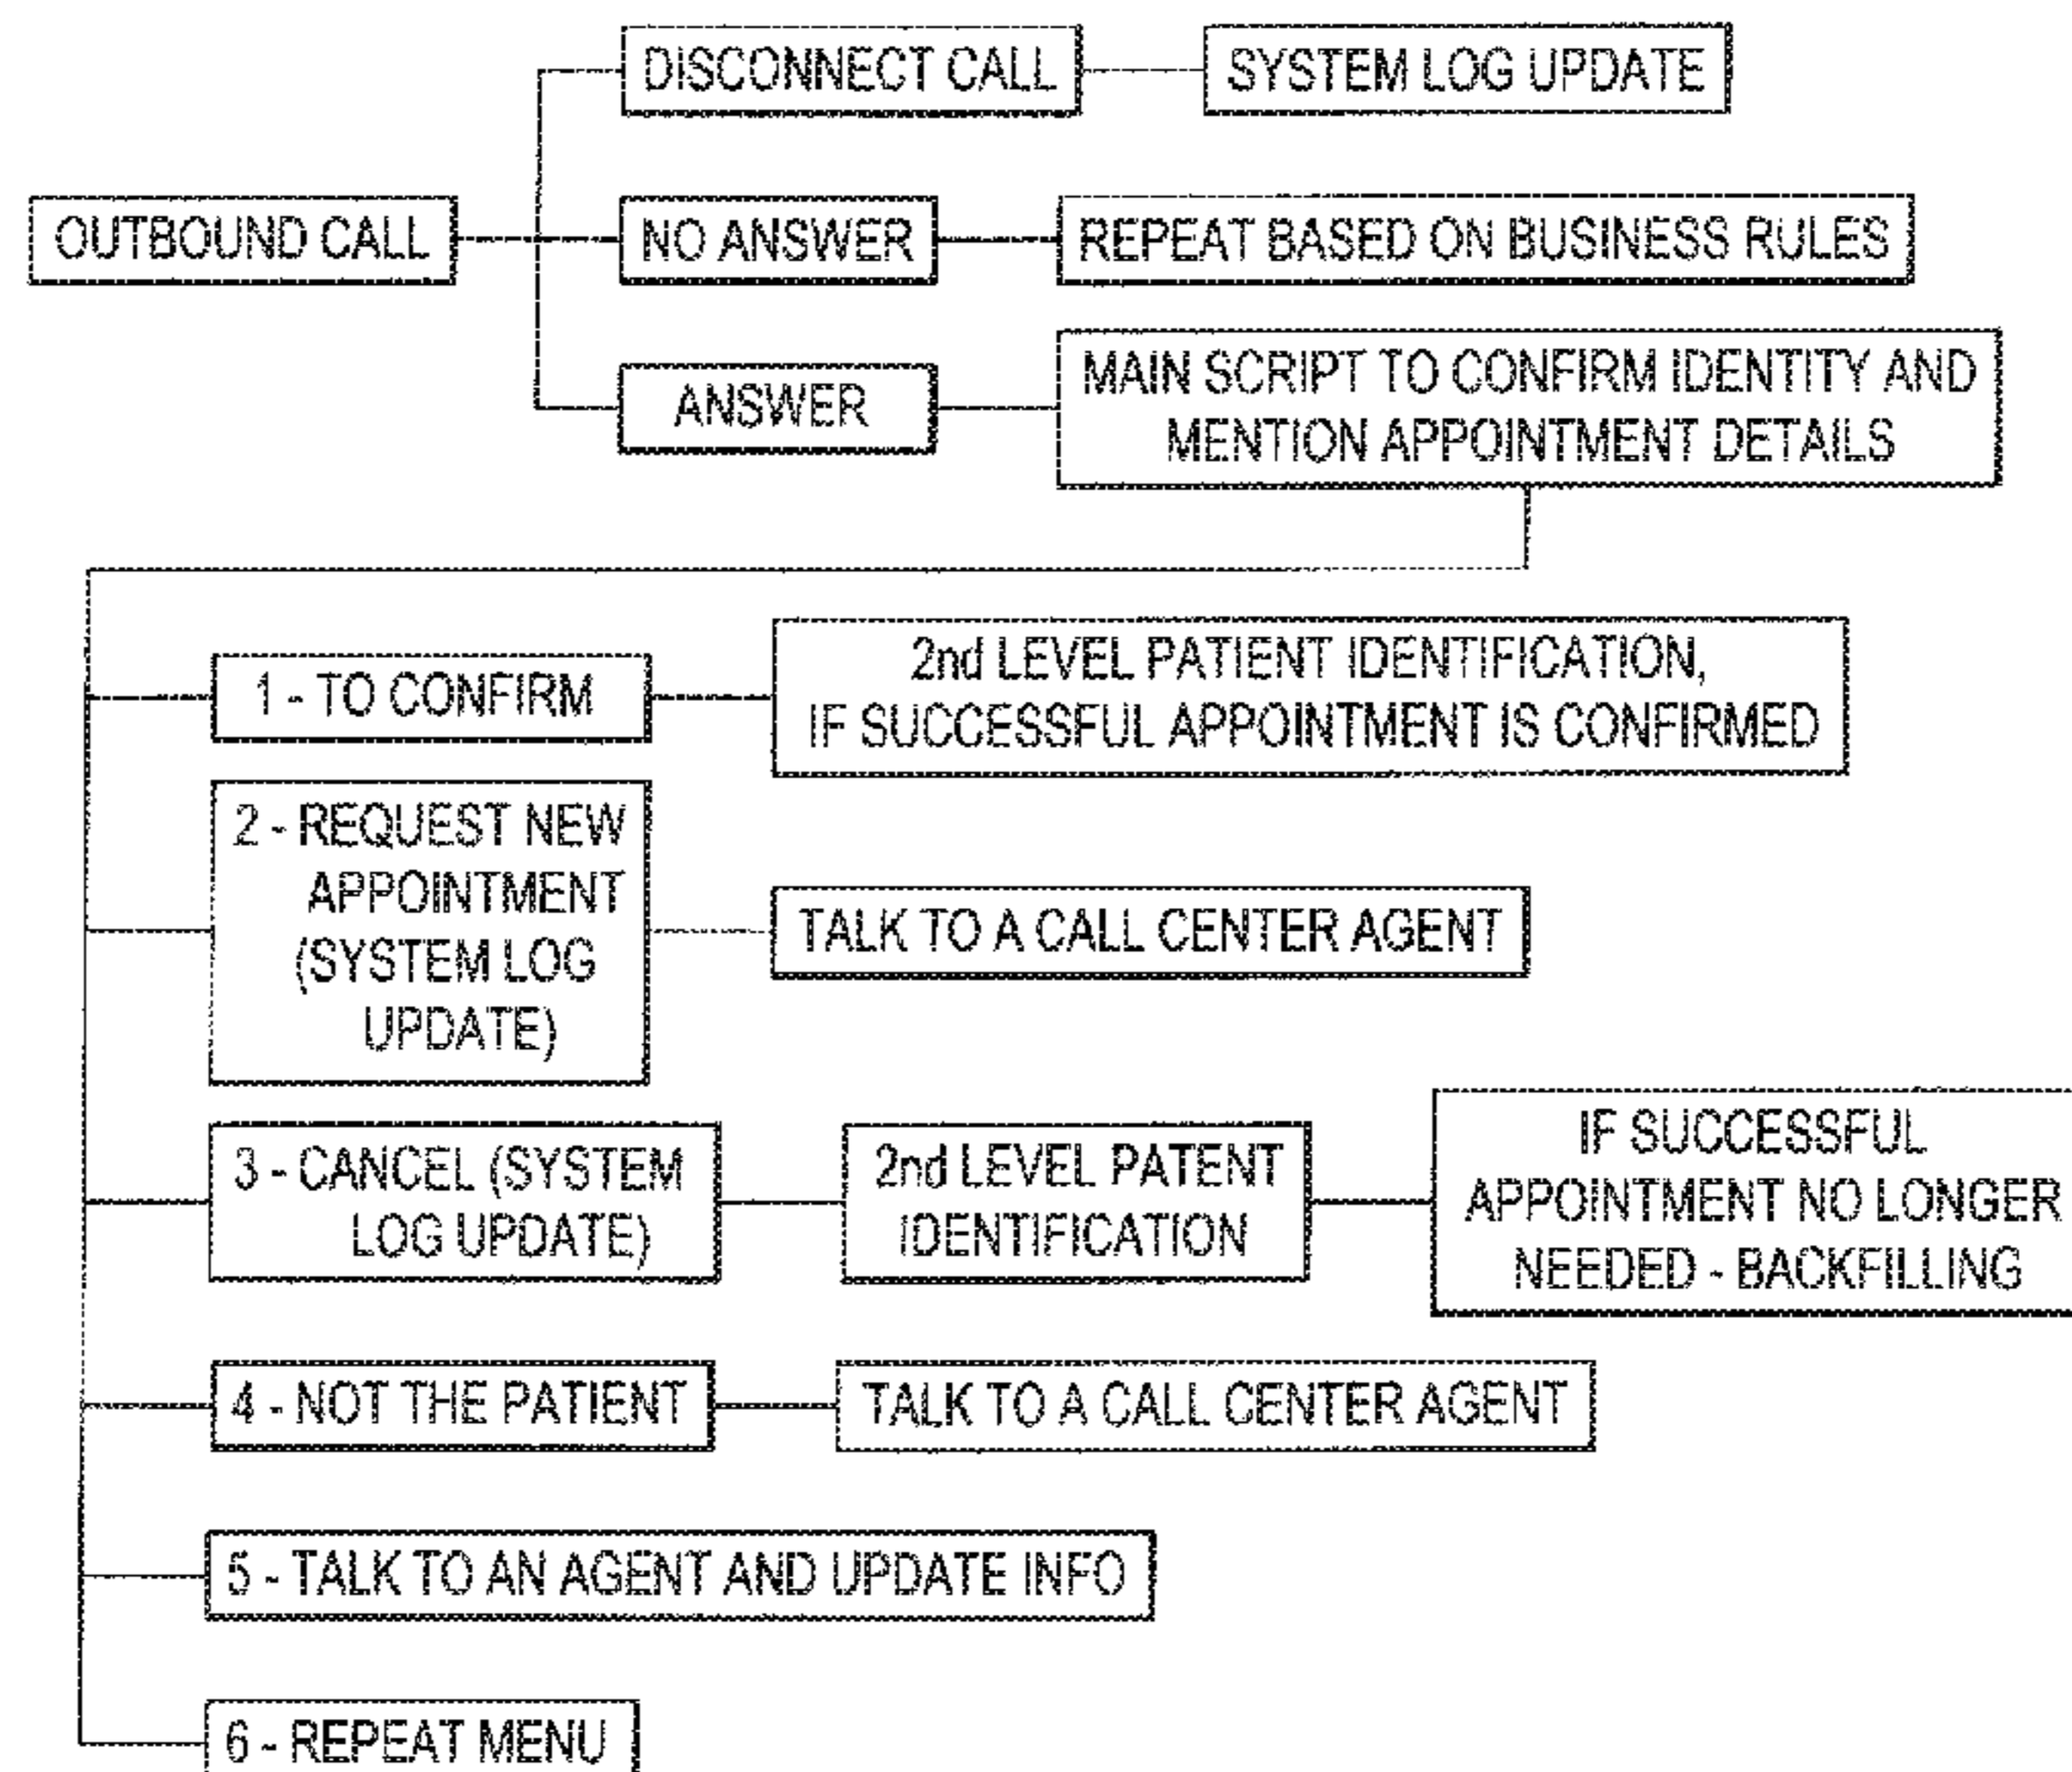 DISCONNECT CALL
SYSTEM LOG UPDATE
OUTBOUND CALL
NO ANSWER
REPEAT BASED ON BUSINESS RULES
ANSWER
MAIN SCRIPT TO CONFIRM IDENTITY AND
MENTION APPOINTMENT DETAILS
1 - TO CONFIRM
2nd LEVEL PATIENT IDENTIFICATION,
IF SUCCESSFUL APPOINTMENT IS CONFIRMED
2 - REQUEST NEW
APPOINTMENT
(SYSTEM LOG
UPDATE)
TALK TO A CALL CENTER AGENT
3 - CANCEL (SYSTEM
LOG UPDATE)
2nd LEVEL PATENT
IDENTIFICATION
IF SUCCESSFUL
APPOINTMENT NO LONGER
NEEDED - BACKFILLING
4 - NOT THE PATIENT
TALK TO A CALL CENTER AGENT
5 - TALK TO AN AGENT AND UPDATE INFO
6 - REPEAT MENU